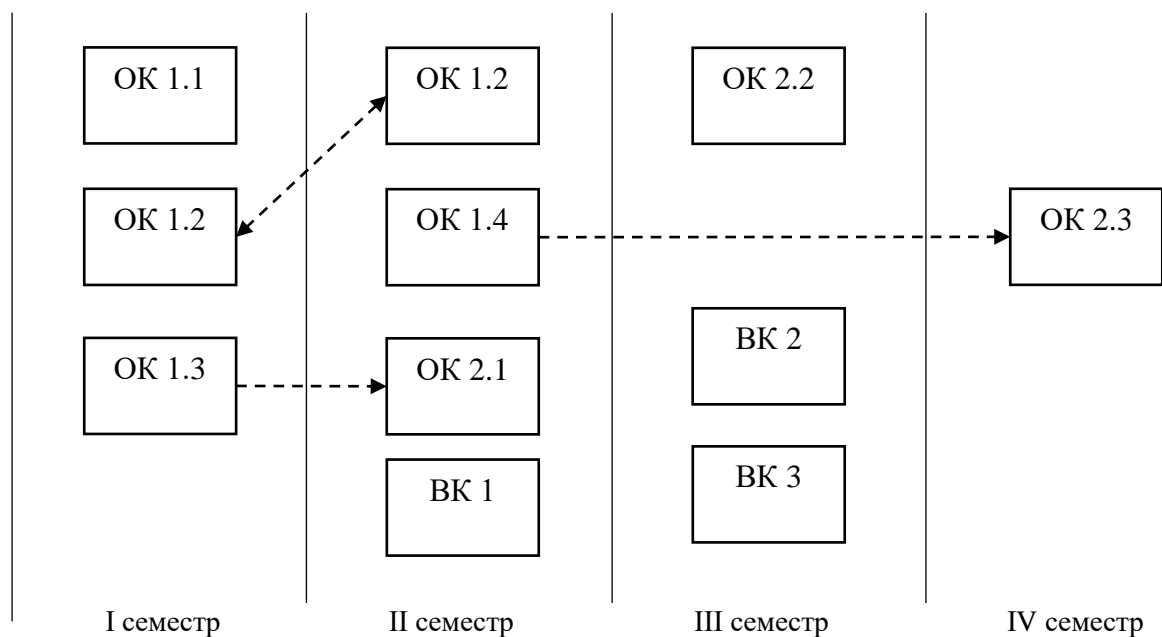 ОК 1.1
ОК 1.2
ОК 2.2
ОК 1.2
ОК 1.4
ОК 2.3
ОК 1.3
ОК 2.1
ВК 2
ВК 1
ВК 3
I семестр
II семестр
III семестр
IV семестр